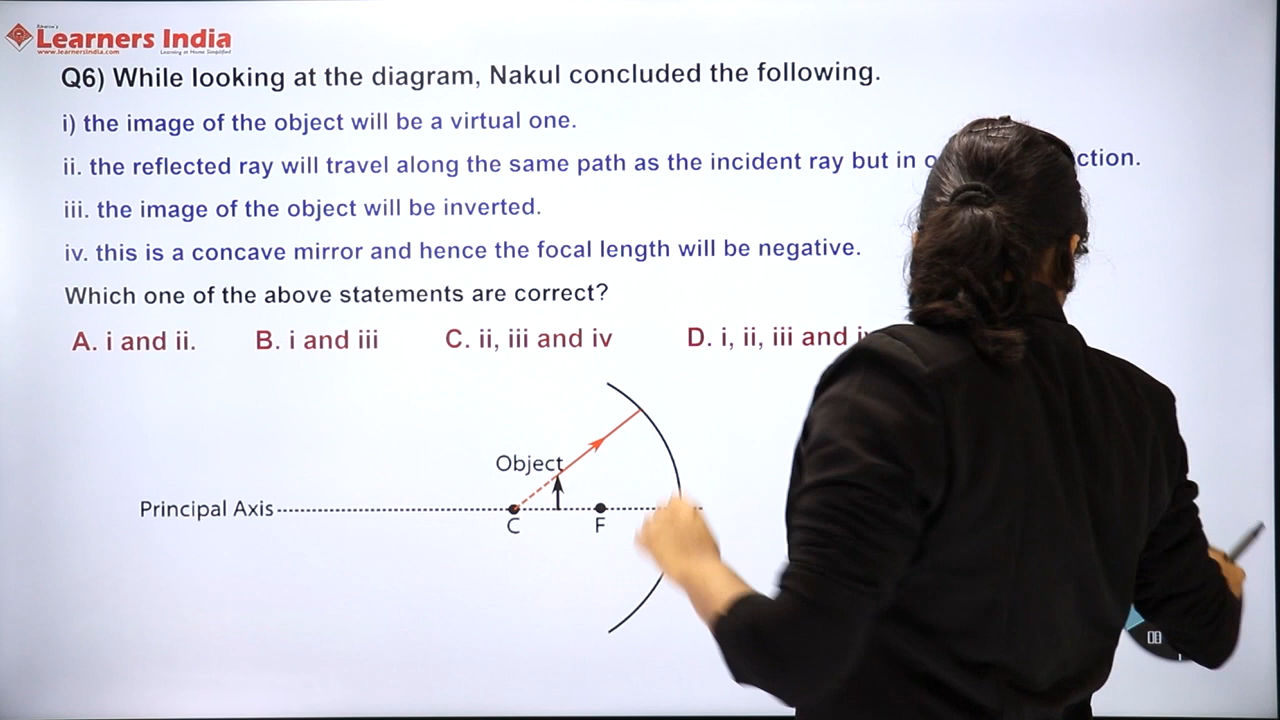 Learners India
www.learnersindia.com Learning at Home Simplified
Q6) While looking at the diagram, Nakul concluded the following.
i) the image of the object will be a virtual one.
ii. the reflected ray will travel along the same path as the incident ray but in o ction.
iii. the image of the object will be inverted.
iv. this is a concave mirror and hence the focal length will be negative.
Which one of the above statements are correct?
A. i and ii. B. i and iii C. ii, iii and iv D. i, ii, iii and i
Object
Principal Axis
C F